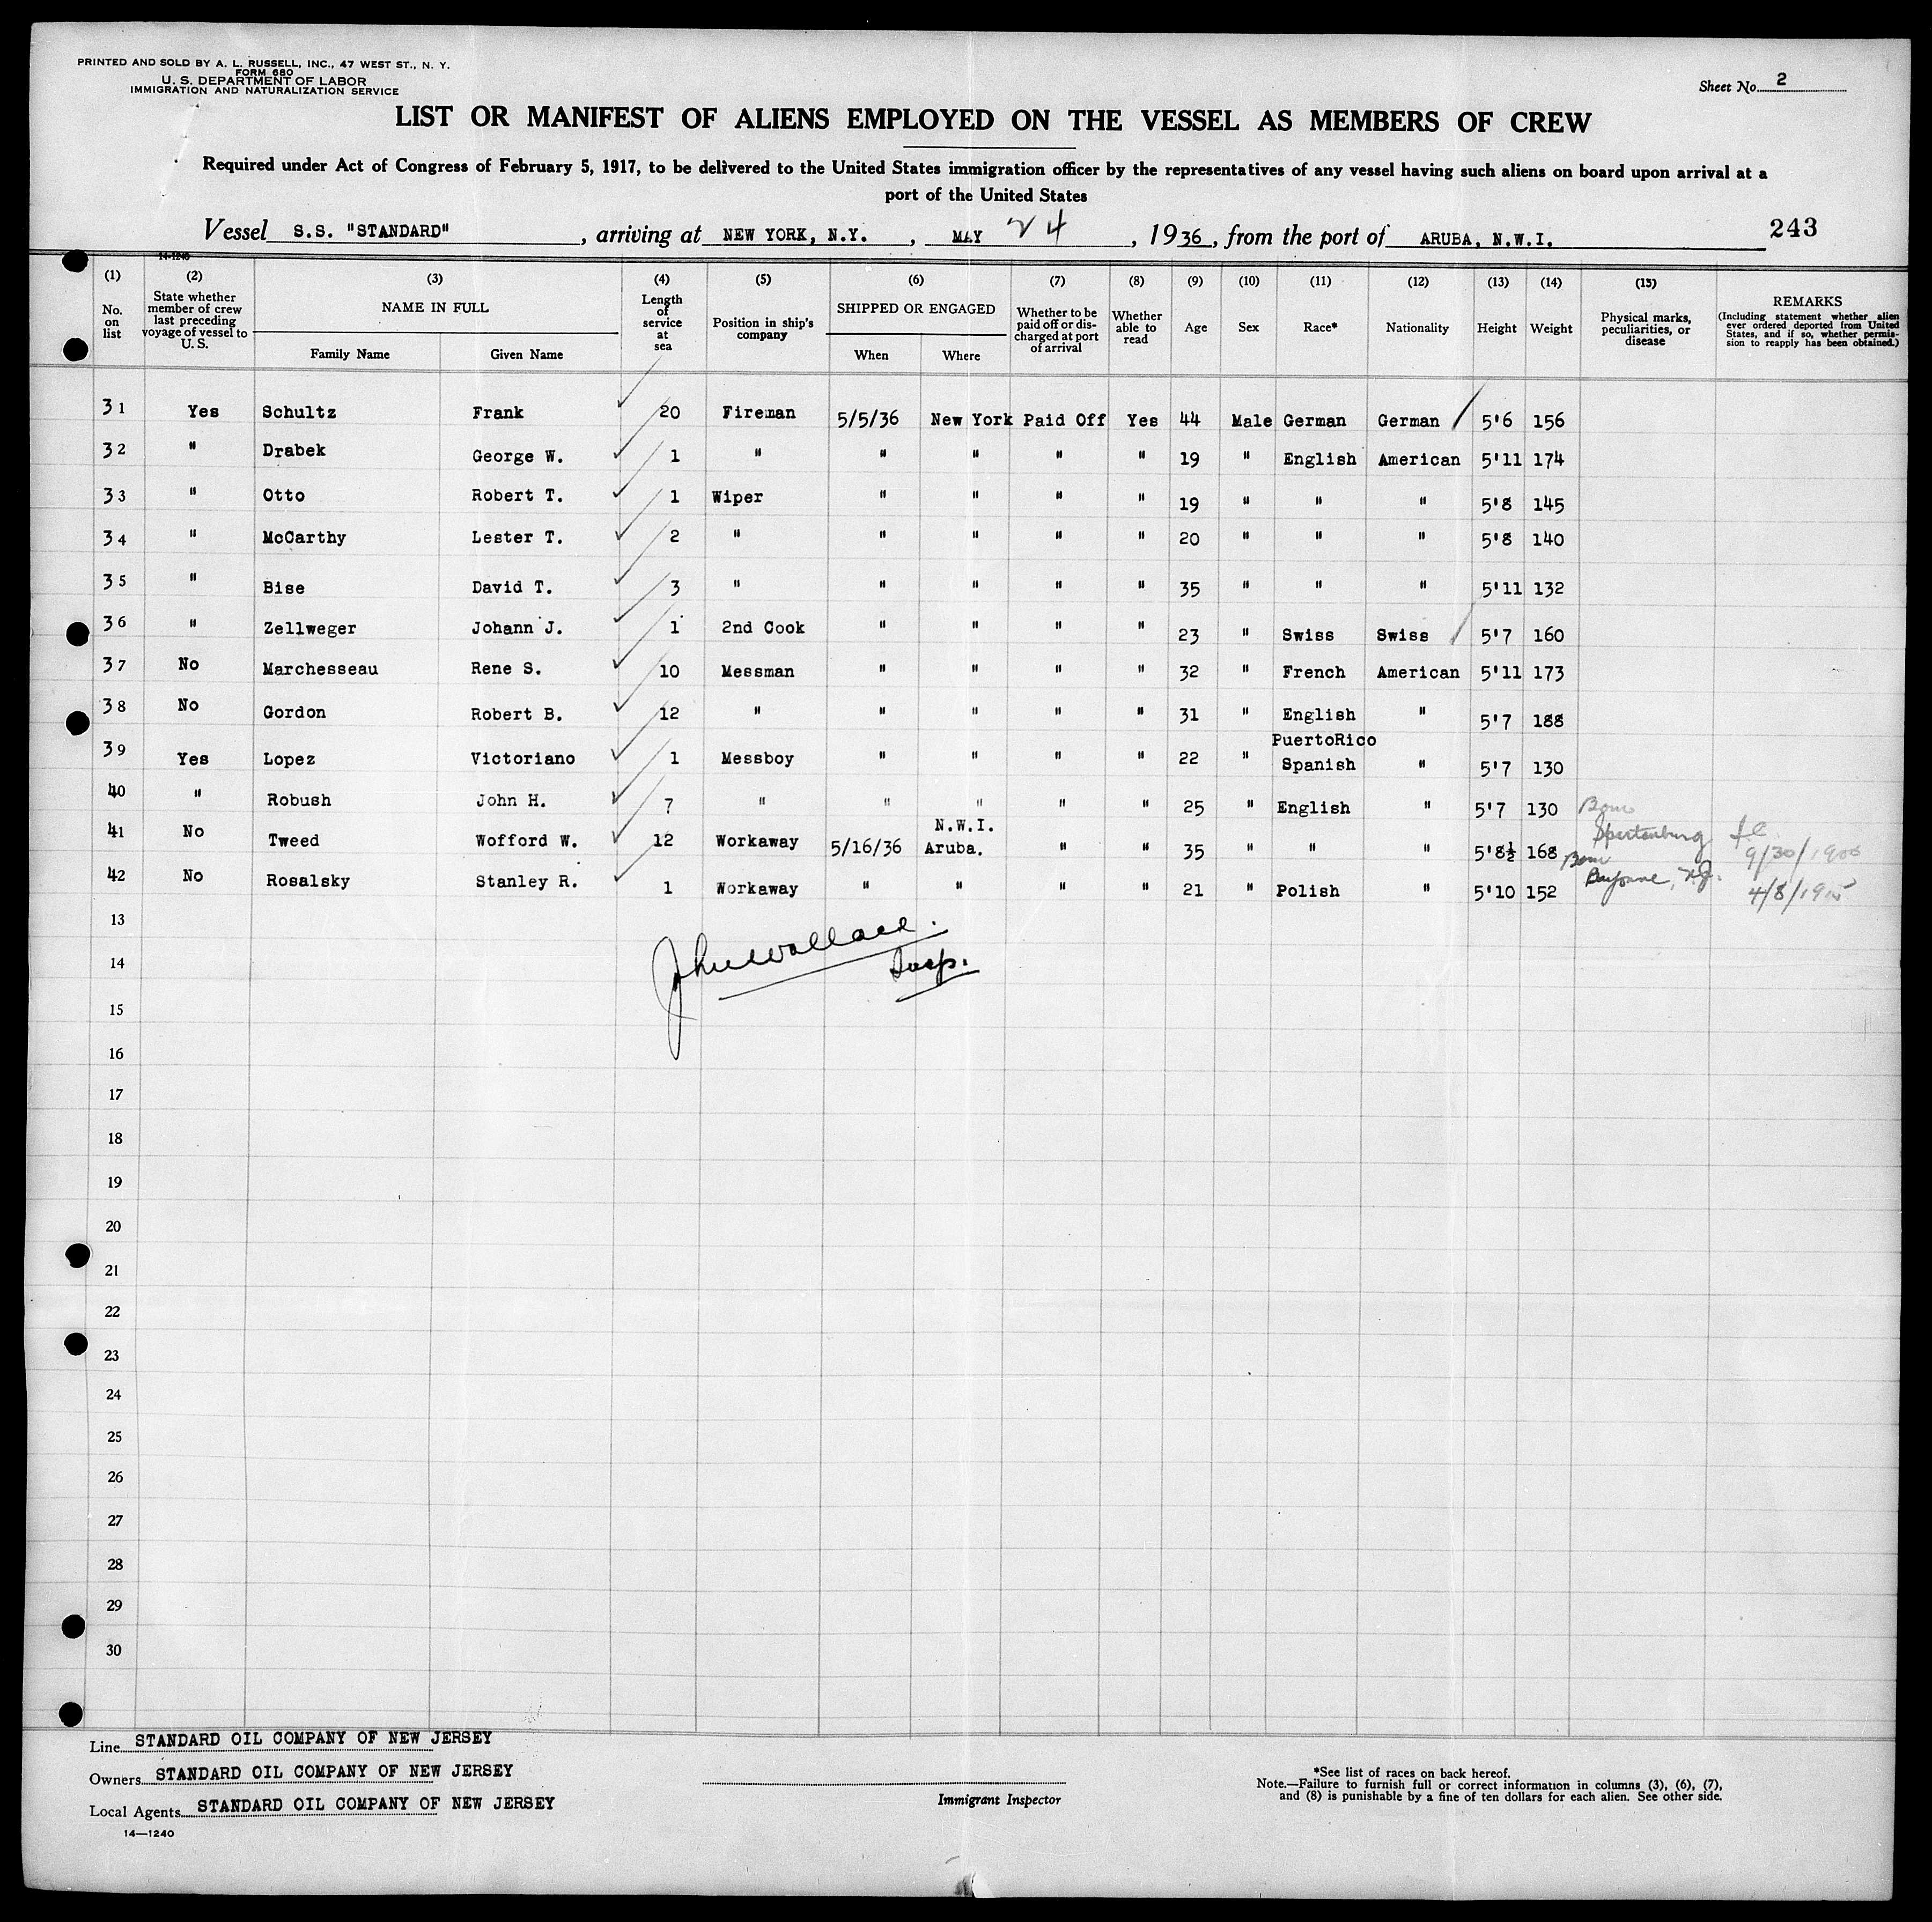 PRINTED AND SOLD BY A. L. RUSSELL, INC., 47 WEST ST., N. Y.
FORM 680
U. S. DEPARTMENT OF LABOR
IMMIGRATION AND NATURALIZATION SERVICE
Sheet No. 2
LIST OR MANIFEST OF ALIENS EMPLOYED ON THE VESSEL AS MEMBERS OF CREW
Required under Act of Congress of February 5, 1917, to be delivered to the United States immigration officer by the representatives of any vessel having such aliens on board upon arrival at a
port of the United States
Vessel S.S. "STANDARD", arriving at NEW YORK, N.Y., MAY 24, 1936, from the port of ARUBA, N.W.I. 243
14-1240
(1) (2) (3) (4) (5) (6) (7) (8) (9) (10) (11) (12) (13) (14) (15)
No. on list
State whether member of crew last preceding voyage of vessel to U. S.
NAME IN FULL
Family Name Given Name
Length of service at sea
Position in ship's company
SHIPPED OR ENGAGED
When Where
Whether to be paid off or discharged at port of arrival
Whether able to read
Age
Sex
Race*
Nationality
Height
Weight
Physical marks, peculiarities, or disease
REMARKS
(Including statement whether alien ever ordered deported from United States, and if so, whether permission to reapply has been obtained.)
31 Yes Schultz Frank 20 Fireman 5/5/36 New York Paid Off Yes 44 Male German German 5'6 156
32 " Drabek George W. 1 " " " " " 19 " English American 5'11 174
33 " Otto Robert T. 1 Wiper " " " " 19 " " " 5'8 145
34 " McCarthy Lester T. 2 " " " " " 20 " " " 5'8 140
35 " Bise David T. 3 " " " " " 35 " " " 5'11 132
36 " Zellweger Johann J. 1 2nd Cook " " " " 23 " Swiss Swiss 5'7 160
37 No Marchesseau Rene S. 10 Messman " " " " 32 " French American 5'11 173
38 No Gordon Robert B. 12 " " " " " 31 " English " 5'7 188
PuertoRico
39 Yes Lopez Victoriano 1 Messboy " " " " 22 " Spanish " 5'7 130
40 " Robush John H. 7 " " " " " 25 " English " 5'7 130
N.W.I. Born Spartenburg
41 No Tweed Wofford W. 12 Workaway 5/16/36 Aruba. " " 35 " " " 5'8½ 168 9/30/1900
Born Bayonne, N.J.
42 No Rosalsky Stanley R. 1 Workaway " " " " 21 " Polish " 5'10 152 4/8/1915
13
John Wallace.
14 Insp.
15
16
17
18
19
20
21
22
23
24
25
26
27
28
29
30
Line STANDARD OIL COMPANY OF NEW JERSEY
Owners STANDARD OIL COMPANY OF NEW JERSEY
Local Agents STANDARD OIL COMPANY OF NEW JERSEY
14—1240
Immigrant Inspector
*See list of races on back hereof.
Note.—Failure to furnish full or correct information in columns (3), (6), (7),
and (8) is punishable by a fine of ten dollars for each alien. See other side.